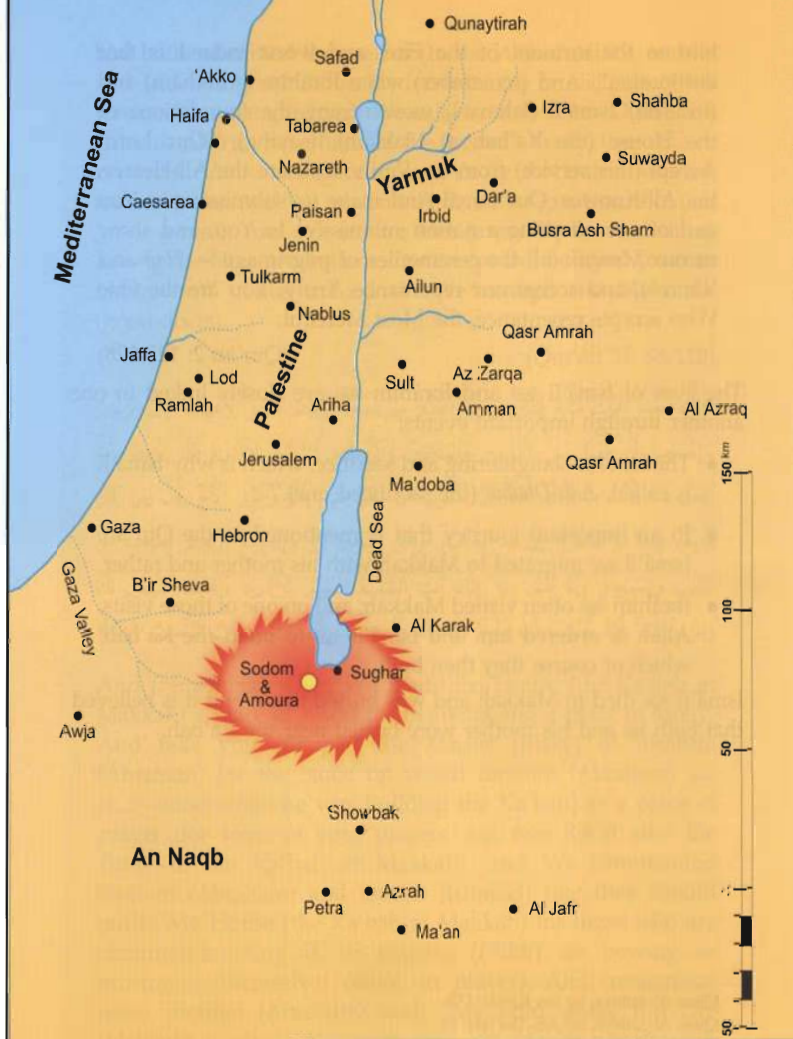 Qunaytirah
Safad
'Akko
Izra
Shahba
Haifa
Tabarea
Mediterranean Sea
Nazareth
Yarmuk
Suwayda
Dar'a
Caesarea
Paisan
Irbid
Busra Ash Sham
Jenin
Tulkarm
Ailun
Nablus
Qasr Amrah
Jaffa
Palestine
Lod
Sult
Az Zarqa
Ramlah
Ariha
Amman
Al Azraq
Jerusalem
Qasr Amrah
Ma'doba
150 km
Dead Sea
Gaza
Hebron
Gaza Valley
B'ir Sheva
100
Al Karak
Sodom
&
Amoura
Sughar
Awja
50
Showbak
An Naqb
Petra
Azrah
Al Jafr
Ma'an
50